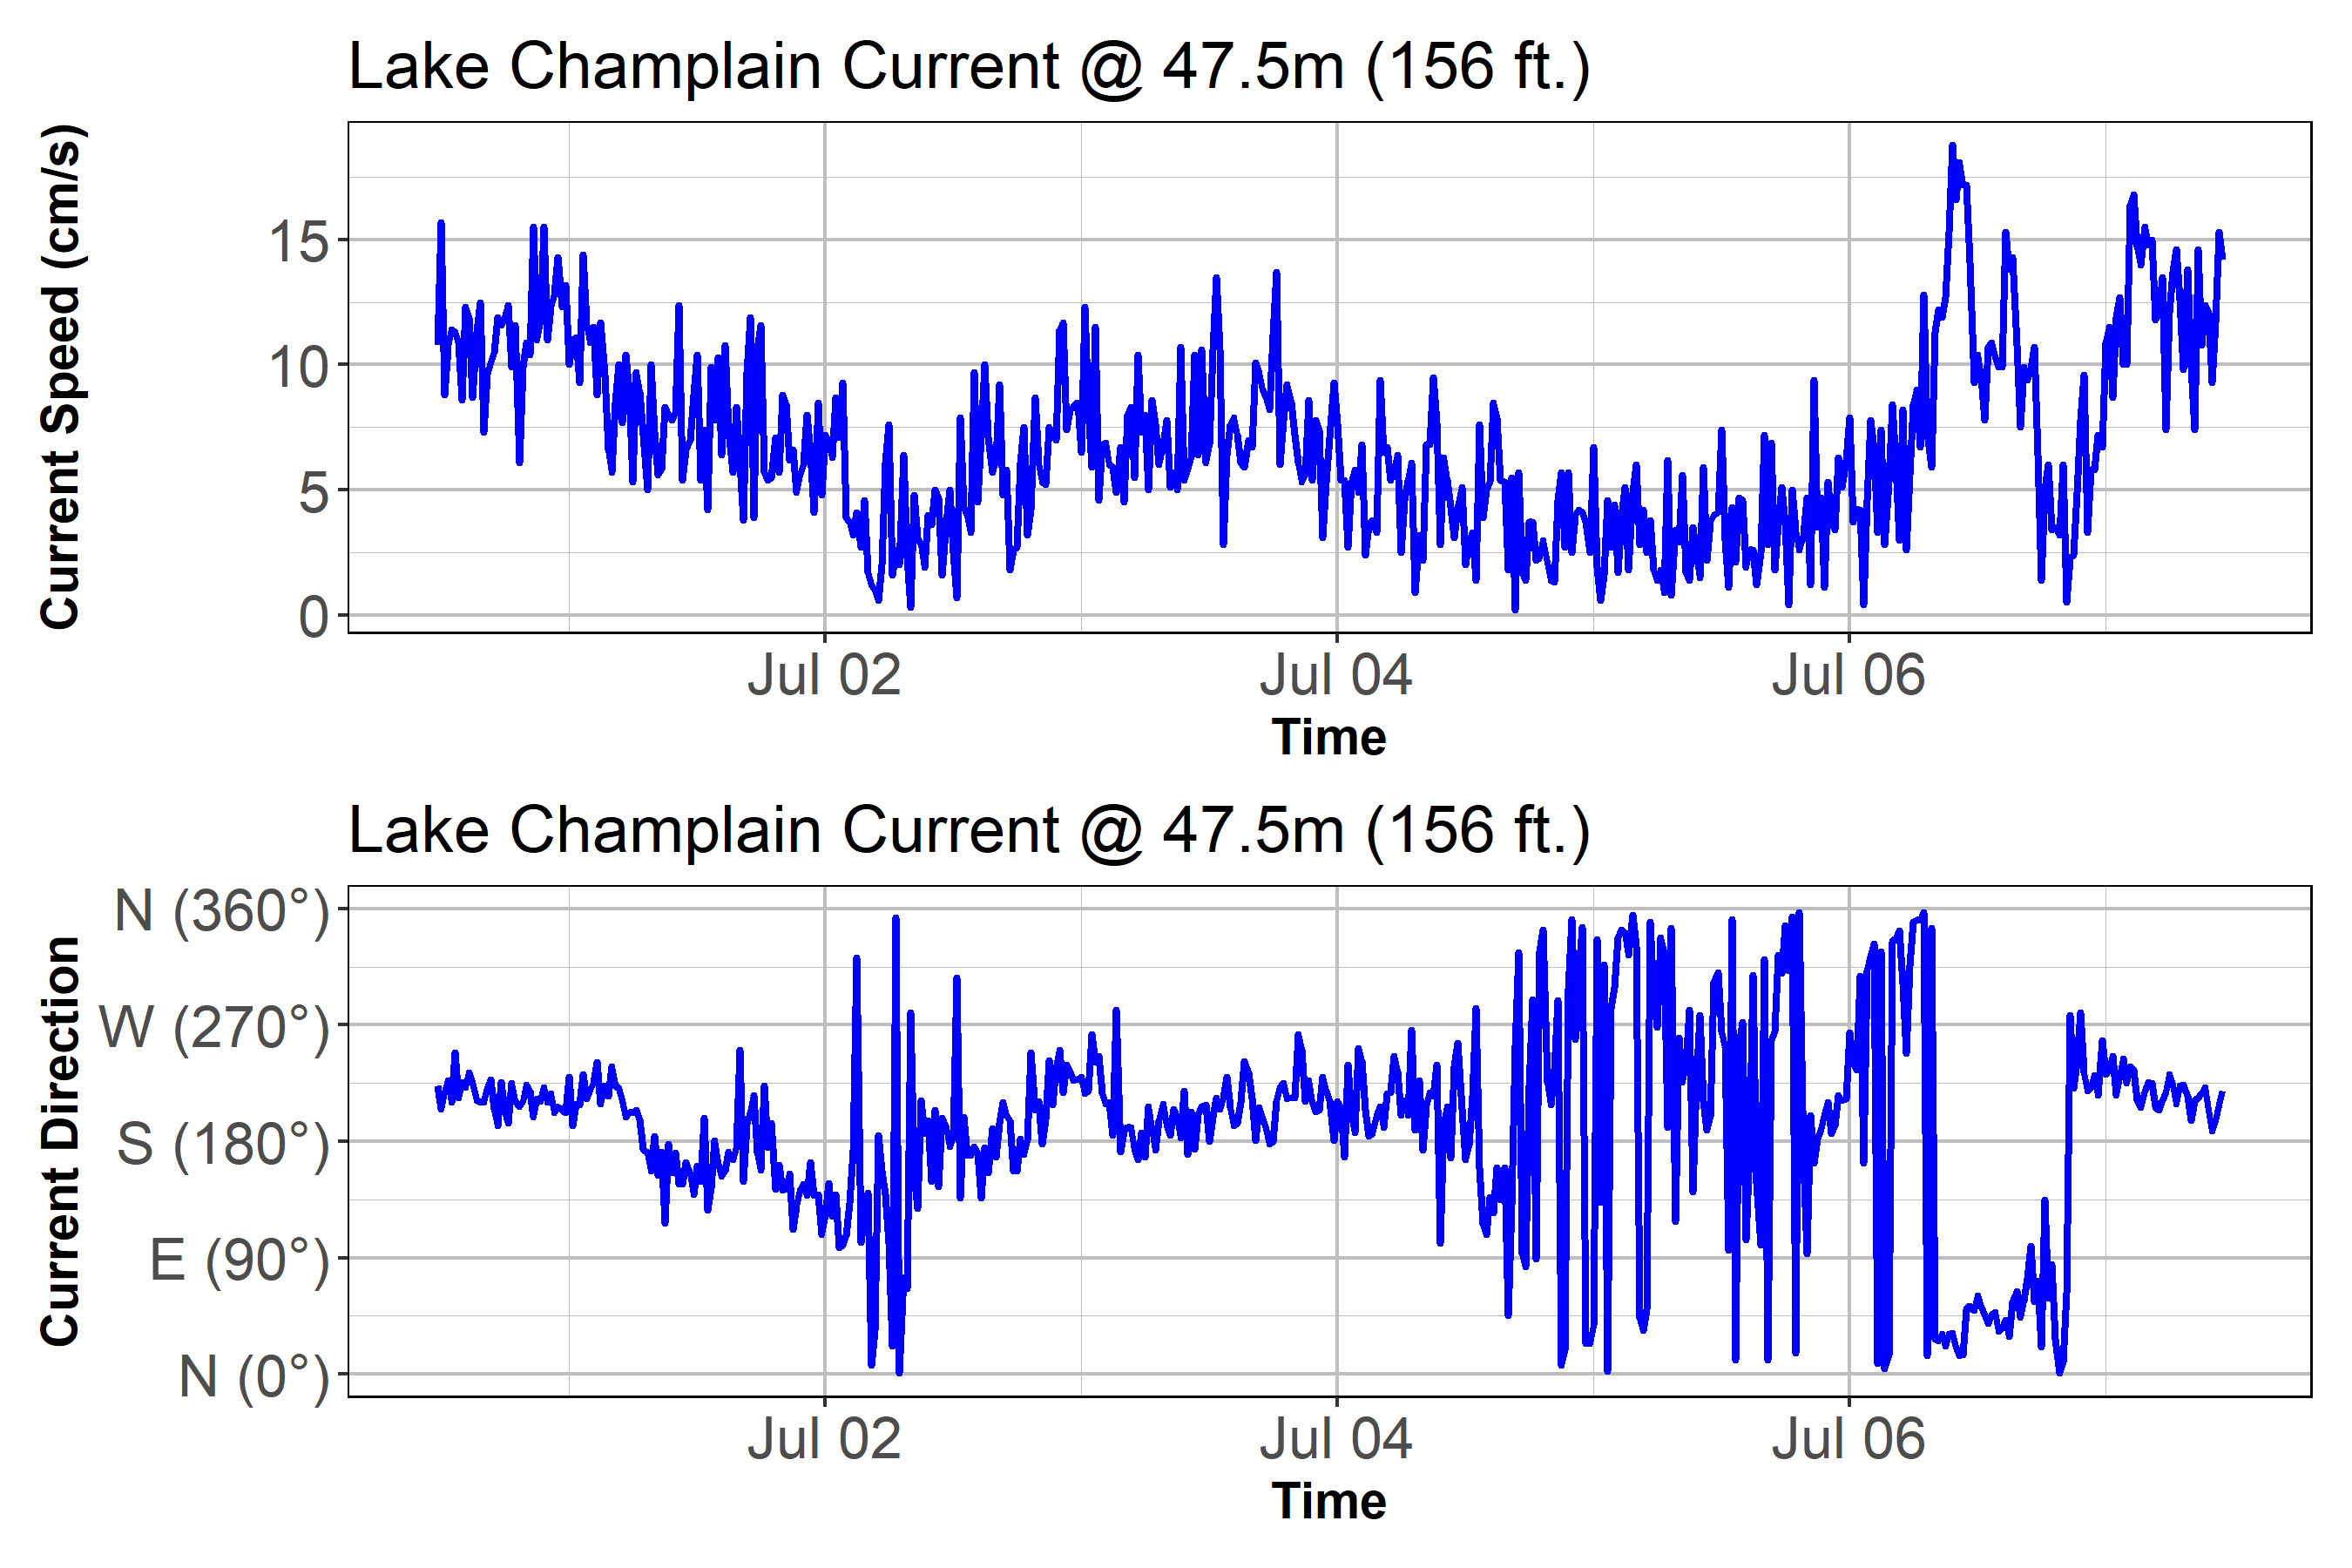 Lake Champlain Current @ 47.5m (156 ft.)
Current Speed (cm/s)
15
10
5
0
Jul 02 Jul 04 Jul 06
Time
Lake Champlain Current @ 47.5m (156 ft.)
Current Direction
N (360°)
W (270°)
S (180°)
E (90°)
N (0°)
Jul 02 Jul 04 Jul 06
Time